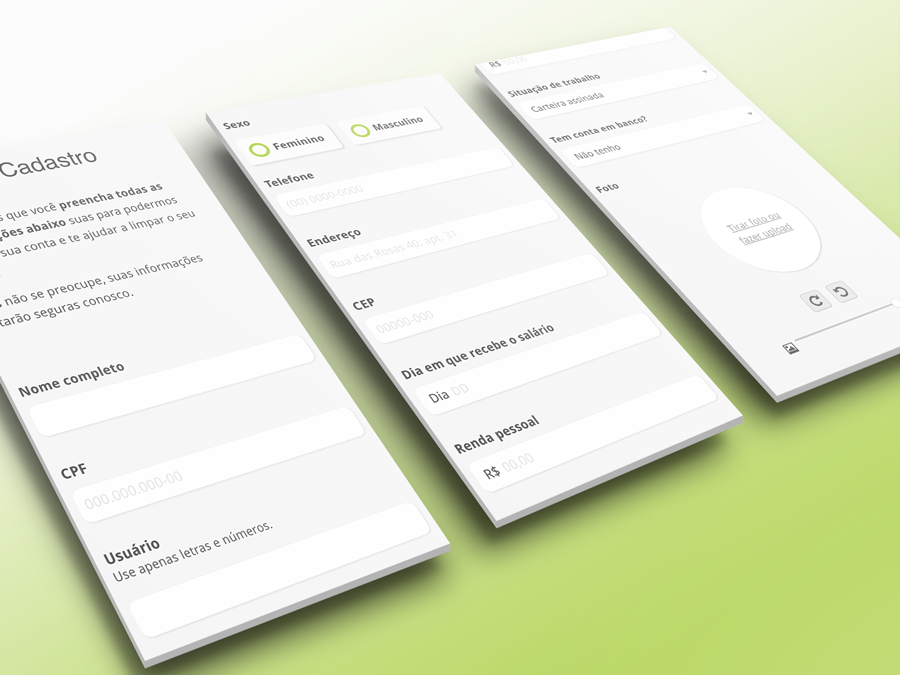 Cadastro
que você preencha todas as
abaixo suas para podermos
sua conta e te ajudar a limpar o seu
não se preocupe, suas informações
seguras conosco.
Nome completo
CPF
000.000.000-00
Usuário
Use apenas letras e números.
Sexo
Feminino
Masculino
Telefone
(00) 0000-0000
Endereço
Rua das Rosas 40, apt. 31
CEP
00000-000
Dia em que recebe o salário
Dia DD
Renda pessoal
R$ 00,00
R$ 00,00
Situação de trabalho
Carteira assinada
Tem conta em banco?
Não tenho
Foto
Tirar foto ou
fazer upload